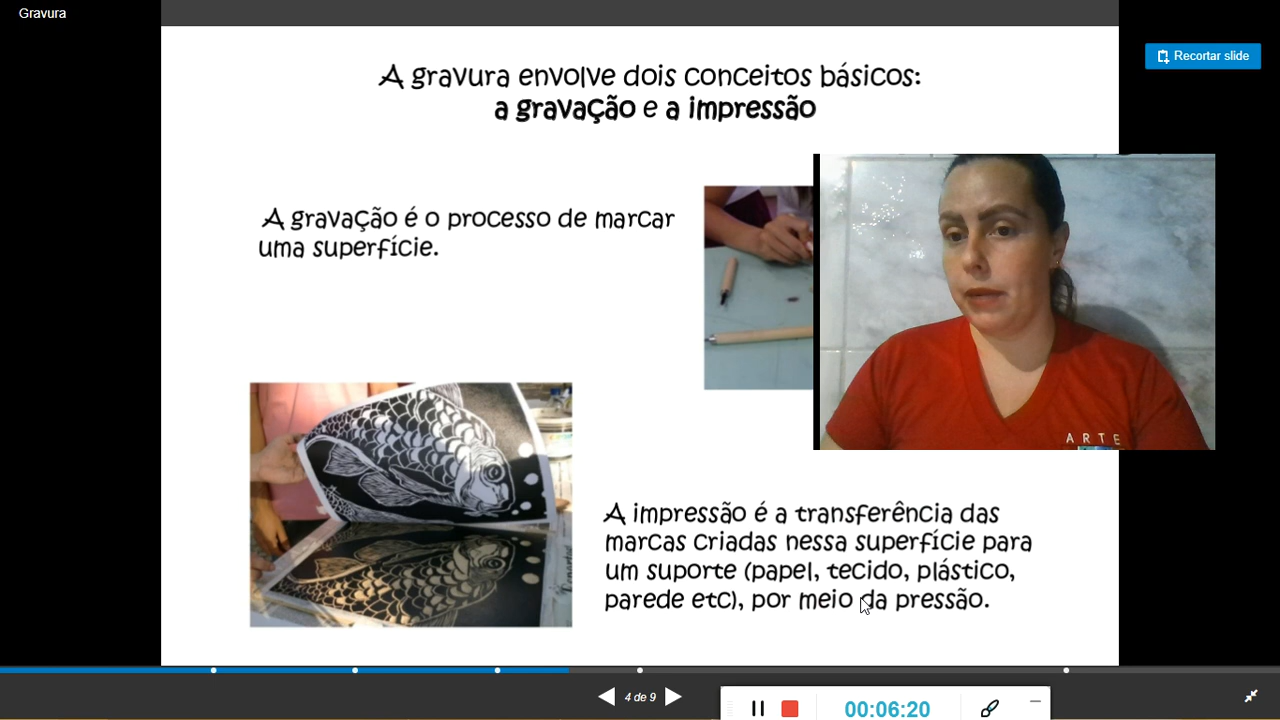 Gravura
Recortar slide
A gravura envolve dois conceitos básicos:
a gravação e a impressão
A gravação é o processo de marcar
uma superfície.
ARTE
A impressão é a transferência das
marcas criadas nessa superfície para
um suporte (papel, tecido, plástico,
parede etc), por meio da pressão.
4 de 9
00:06:20